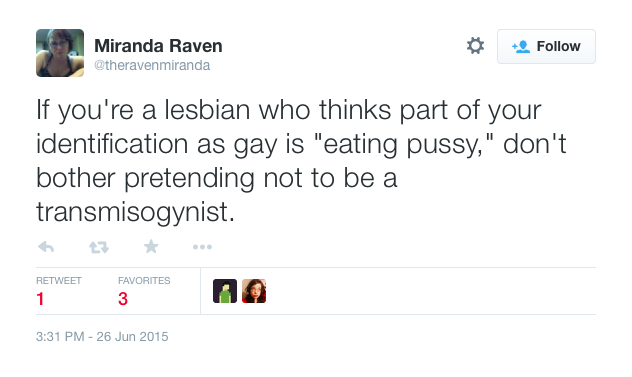 Miranda Raven
@theravenmiranda
Follow
If you're a lesbian who thinks part of your
identification as gay is "eating pussy," don't
bother pretending not to be a
transmisogynist.
RETWEET
FAVORITES
1
3
3:31 PM - 26 Jun 2015